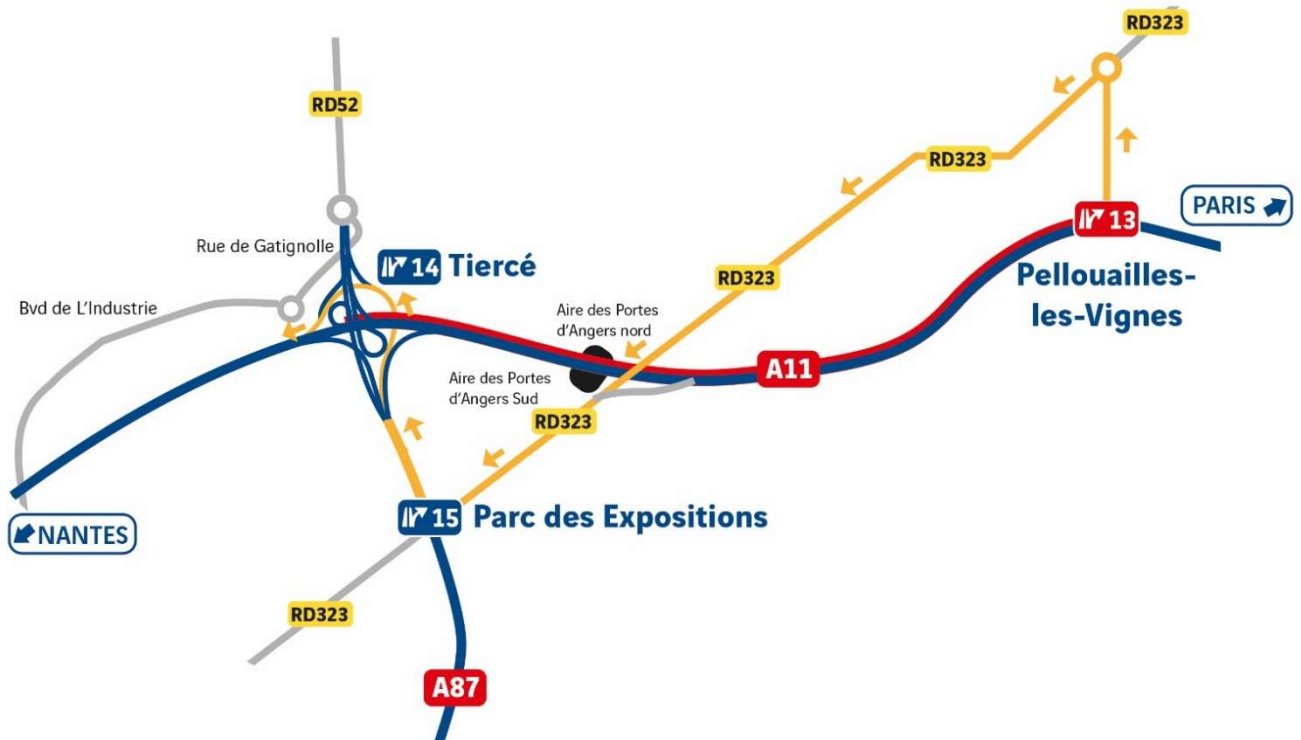 RD323
RD52
RD323
13
PARIS
Rue de Gatignolle
14 Tiercé
RD323
Pellouailles-
les-Vignes
Bvd de L'Industrie
Aire des Portes
d'Angers nord
A11
Aire des Portes
d'Angers Sud
RD323
NANTES
15 Parc des Expositions
RD323
A87